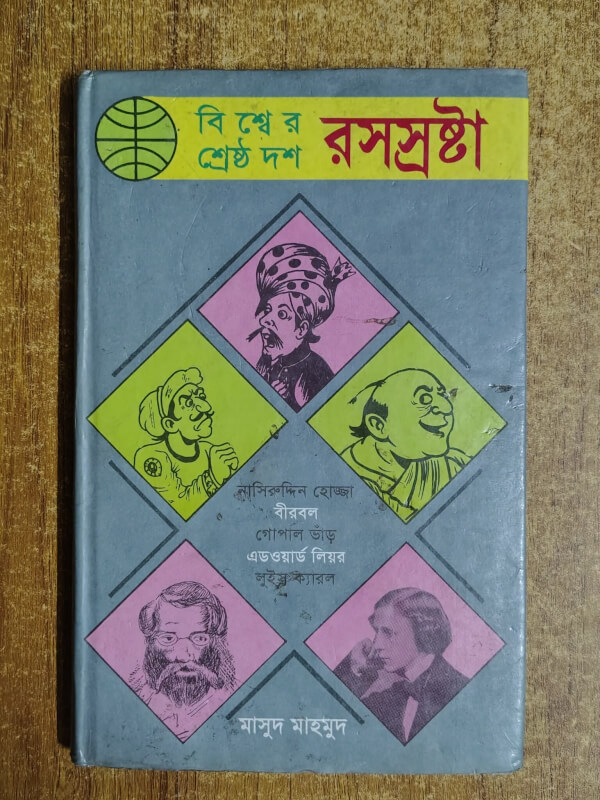 বিশ্বের
শ্রেষ্ঠ দশ
রসস্রষ্টা
নাসিরুদ্দিন হোজ্জা
বীরবল
গোপাল ভাঁড়
এডওয়ার্ড লিয়র
লুইস ক্যারল
মাসুদ মাহমুদ